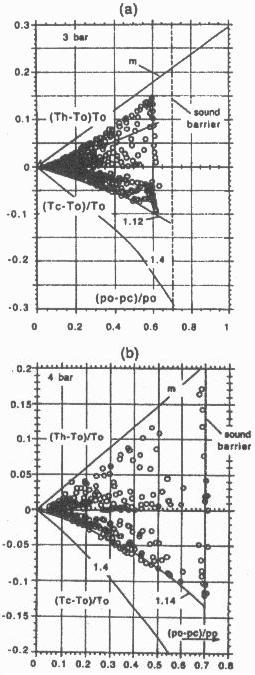 (a)
0.3
3 bar
m
0.2
(Th-To)To
sound
barrier
0.1
0
(Tc-To)/To
-0.1
1.12
1.4
-0.2
(po-pc)/po
-0.3
0 0.2 0.4 0.6 0.8 1
(b)
0.2
4 bar
m
0.15
(Th-To)/To
sound
barrier
0.10
0.05
0.00
-0.05
1.4
-0.1
1.14
(Tc-To)/To
-0.15
(po-pc)/po
-0.2
0.1 0.1 0.2 0.3 0.4 0.5 0.6 0.7 0.8